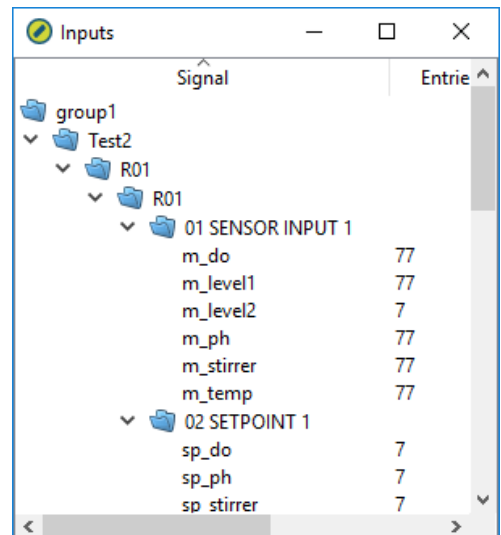 Inputs
Signal Entrie
group1
Test2
R01
R01
01 SENSOR INPUT 1
m_do 77
m_level1 77
m_level2 7
m_ph 77
m_stirrer 77
m_temp 77
02 SETPOINT 1
sp_do 7
sp_ph 7
sp_stirrer 7